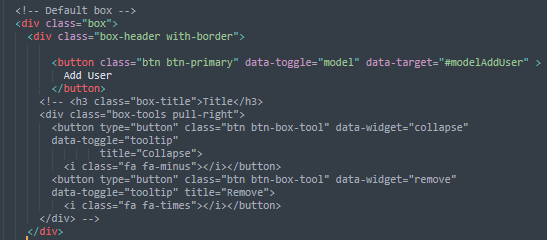 <!-- Default box -->
<div class="box">
<div class="box-header with-border">
<button class="btn btn-primary" data-toggle="model" data-target="#modelAddUser" >
Add User
</button>
<!-- <h3 class="box-title">Title</h3>
<div class="box-tools pull-right">
<button type="button" class="btn btn-box-tool" data-widget="collapse"
data-toggle="tooltip"
title="Collapse">
<i class="fa fa-minus"></i></button>
<button type="button" class="btn btn-box-tool" data-widget="remove"
data-toggle="tooltip" title="Remove">
<i class="fa fa-times"></i></button>
</div> -->
</div>